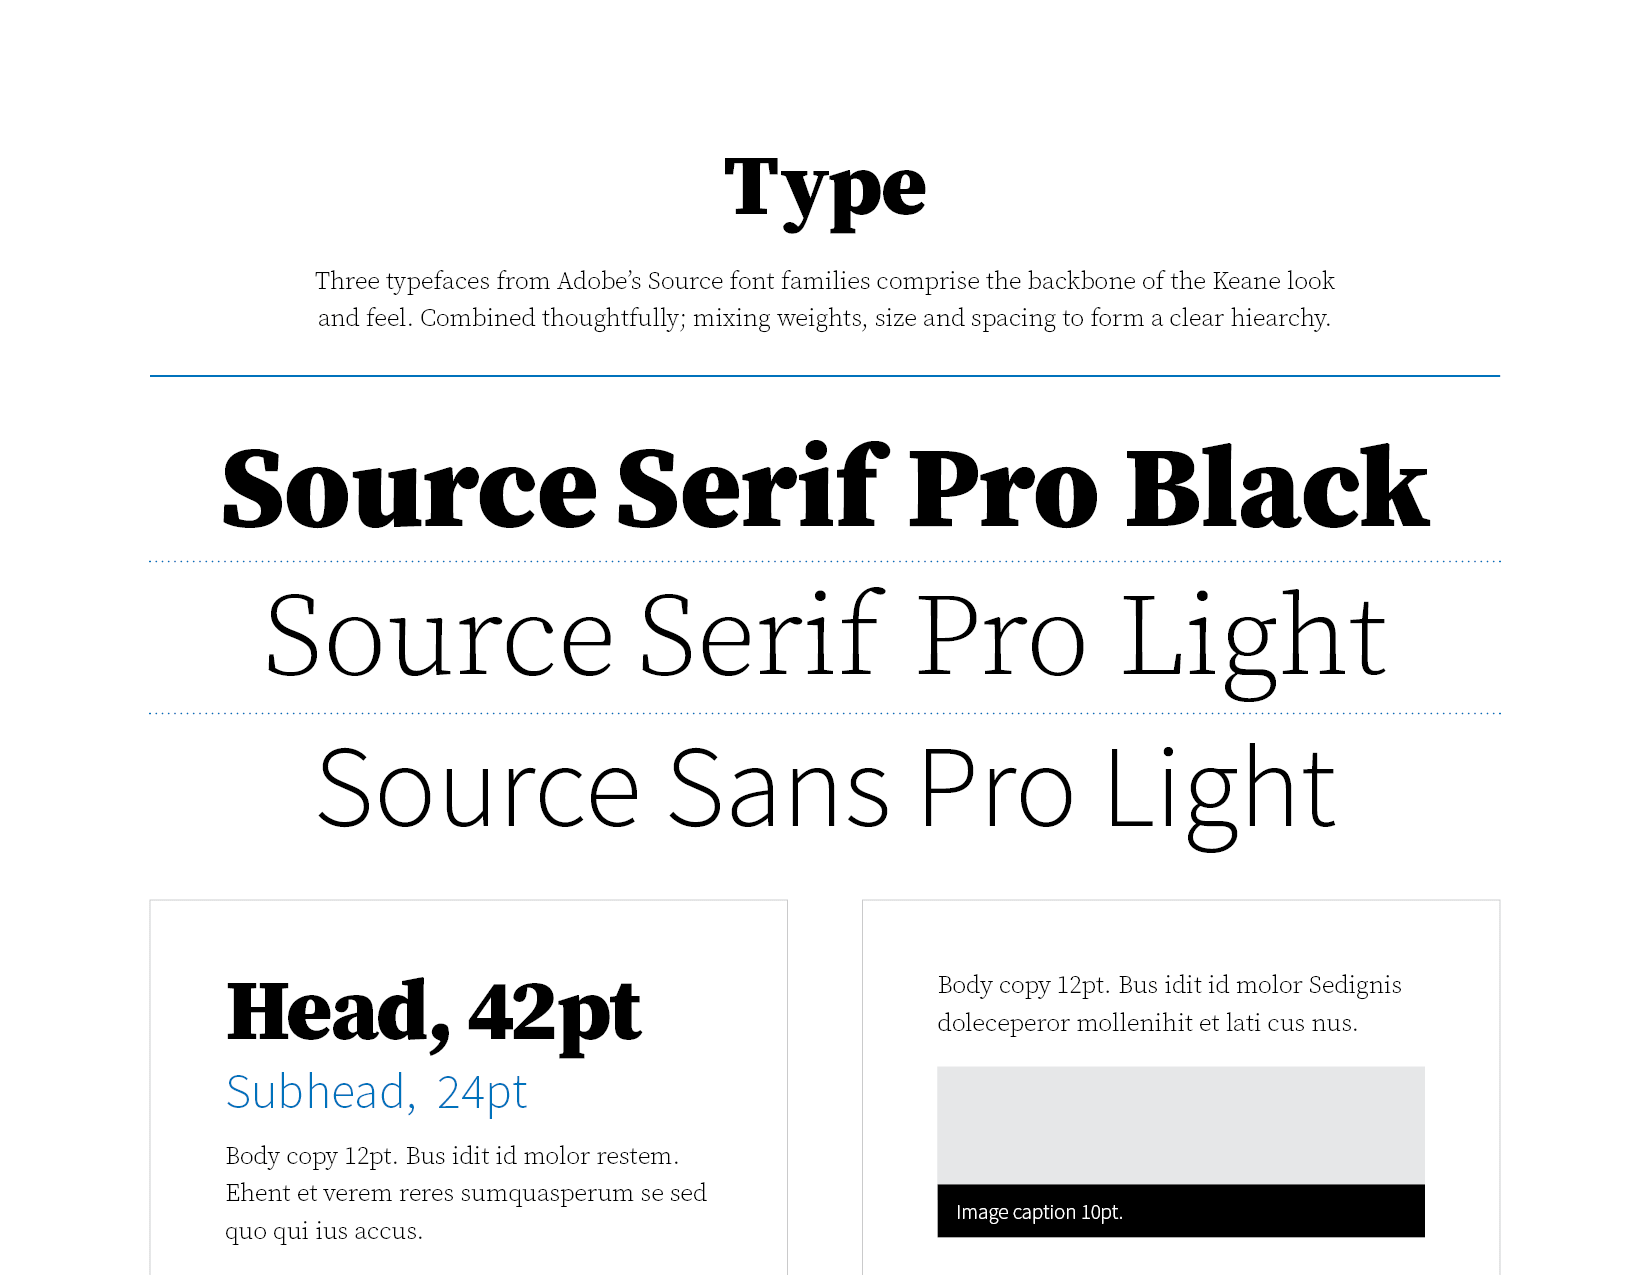 Type
Three typefaces from Adobe’s Source font families comprise the backbone of the Keane look
and feel. Combined thoughtfully; mixing weights, size and spacing to form a clear hiearchy.
Source Serif Pro Black
Source Serif Pro Light
Source Sans Pro Light
Head, 42pt
Subhead, 24pt
Body copy 12pt. Bus idit id molor restem.
Ehent et verem reres sumquasperum se sed
quo qui ius accus.
Body copy 12pt. Bus idit id molor Sedignis
doleceperor mollenihit et lati cus nus.
Image caption 10pt.